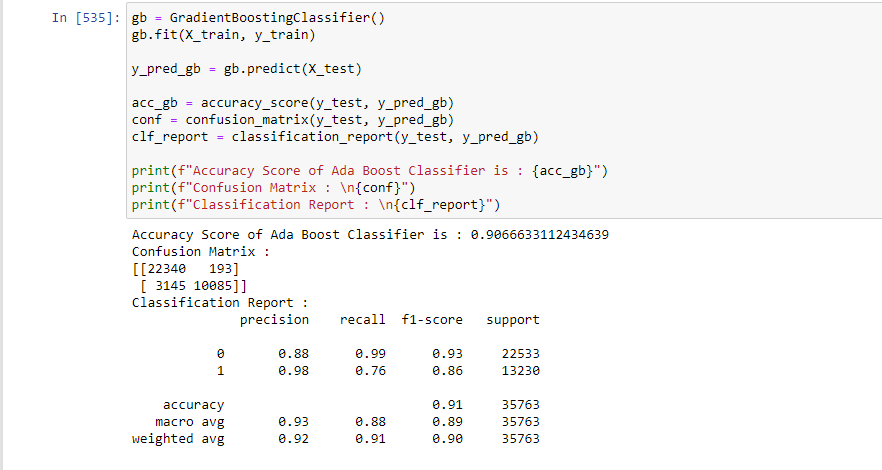 In [535]: gb = GradientBoostingClassifier()
gb.fit(X_train, y_train)
y_pred_gb = gb.predict(X_test)
acc_gb = accuracy_score(y_test, y_pred_gb)
conf = confusion_matrix(y_test, y_pred_gb)
clf_report = classification_report(y_test, y_pred_gb)
print(f"Accuracy Score of Ada Boost Classifier is : {acc_gb}")
print(f"Confusion Matrix : \n{conf}")
print(f"Classification Report : \n{clf_report}")
Accuracy Score of Ada Boost Classifier is : 0.9066633112434639
Confusion Matrix :
[[22340   193]
 [ 3145 10085]]
Classification Report :
              precision    recall  f1-score   support
           0       0.88      0.99      0.93     22533
           1       0.98      0.76      0.86     13230
    accuracy                           0.91     35763
   macro avg       0.93      0.88      0.89     35763
weighted avg       0.92      0.91      0.90     35763